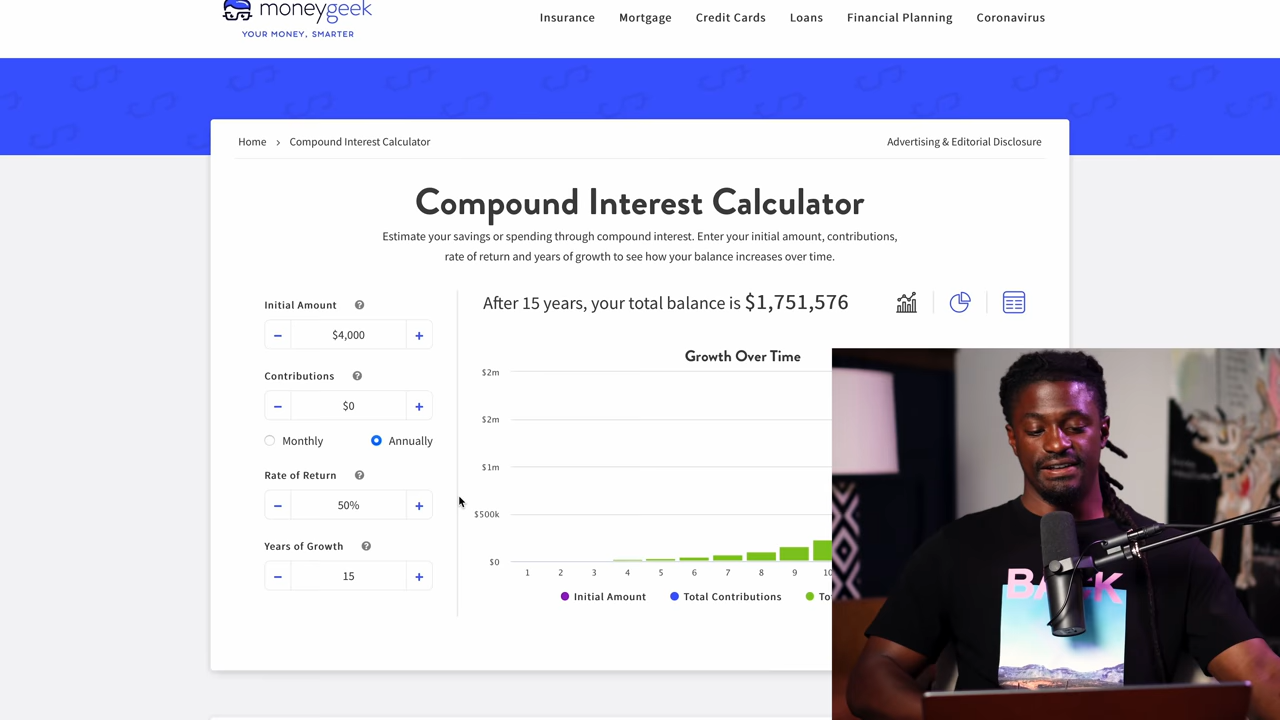 moneygeek
YOUR MONEY, SMARTER
Insurance Mortgage Credit Cards Loans Financial Planning Coronavirus
Home > Compound Interest Calculator
Advertising & Editorial Disclosure
Compound Interest Calculator
Estimate your savings or spending through compound interest. Enter your initial amount, contributions,
rate of return and years of growth to see how your balance increases over time.
Initial Amount ?
− $4,000 +
Contributions ?
− $0 +
Monthly Annually
Rate of Return ?
− 50% +
Years of Growth ?
− 15 +
After 15 years, your total balance is $1,751,576
Growth Over Time
$2m
$2m
$1m
$500k
$0
1 2 3 4 5 6 7 8 9 10
Initial Amount Total Contributions